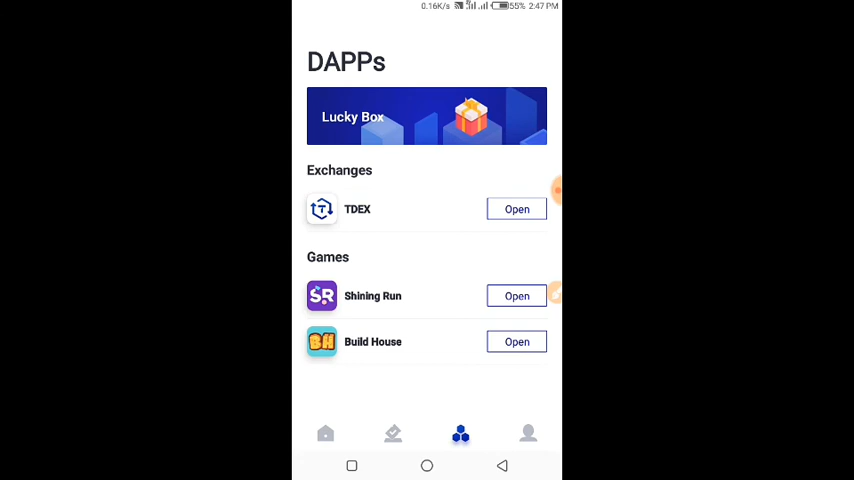 0.16K/s 55% 2:47 PM
DAPPs
Lucky Box
Exchanges
T
TDEX
Open
Games
SR
Shining Run
Open
BH
Build House
Open